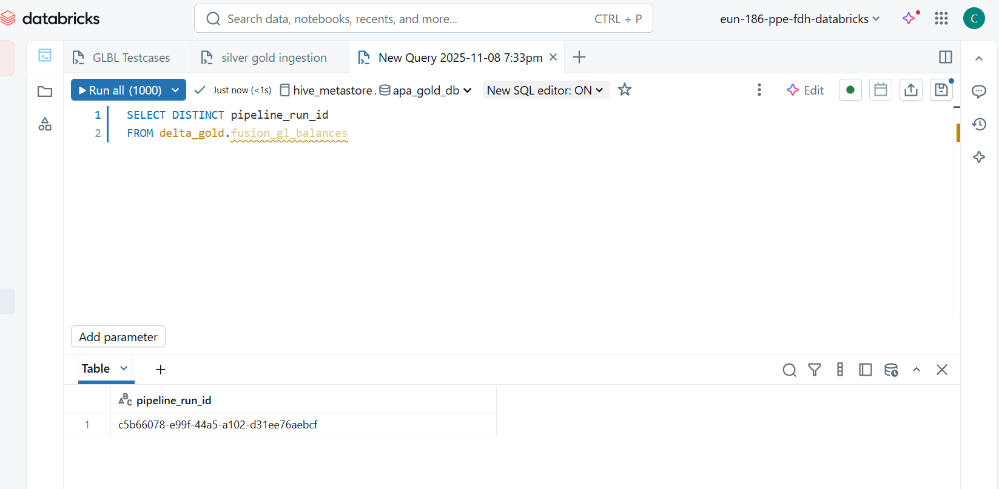 databricks
Search data, notebooks, recents, and more...
CTRL + P
eun-186-ppe-fdh-databricks
C
GLBL Testcases
silver gold ingestion
New Query 2025-11-08 7:33pm
Run all (1000)
Just now (<1s)
hive_metastore.
apa_gold_db
New SQL editor: ON
Edit
1 SELECT DISTINCT pipeline_run_id
2 FROM delta_gold.fusion_gl_balances
Add parameter
Table
ABC pipeline_run_id
1 c5b66078-e99f-44a5-a102-d31ee76aebcf